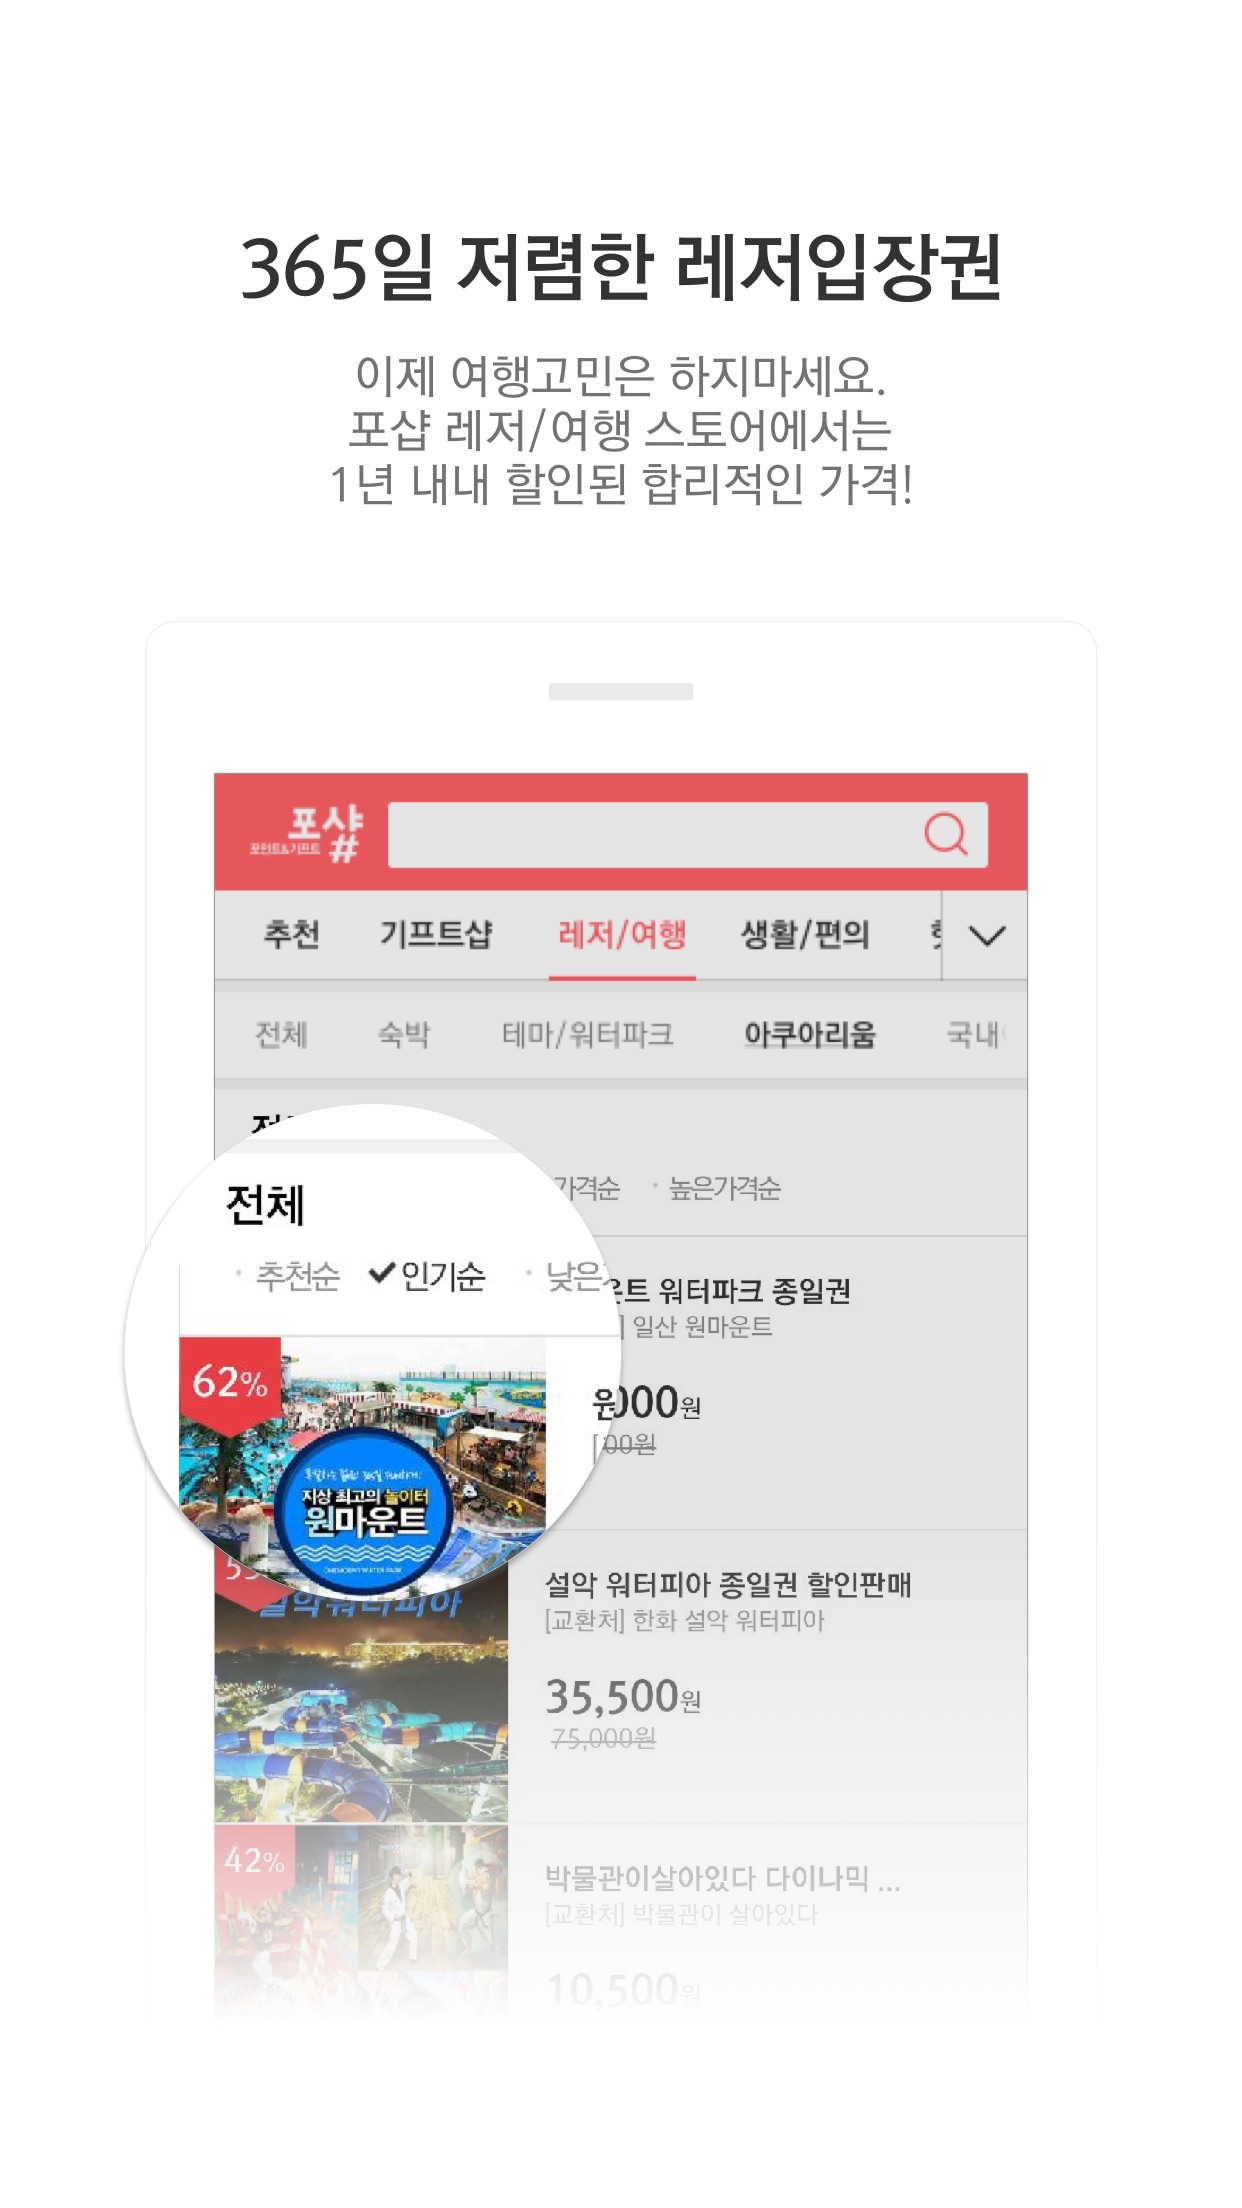 365일 저렴한 레저입장권
이제 여행고민은 하지마세요.
포샵 레저/여행 스토어에서는
1년 내내 할인된 합리적인 가격!
포샵
포인트&기프트 #
추천 기프트샵 레저/여행 생활/편의
전체 숙박 테마/워터파크 아쿠아리움 국내
전체
추천순 인기순 낮은 가격순 높은가격순
62%
지상 최고의 놀이터
원마운트
ONEMOUNT WATER PARK
운트 워터파크 종일권
] 일산 원마운트
000원
00원
설악워터피아
설악 워터피아 종일권 할인판매
[교환처] 한화 설악 워터피아
35,500원
75,000원
42%
박물관이살아있다 다이나믹 ...
[교환처] 박물관이 살아있다
10,500원